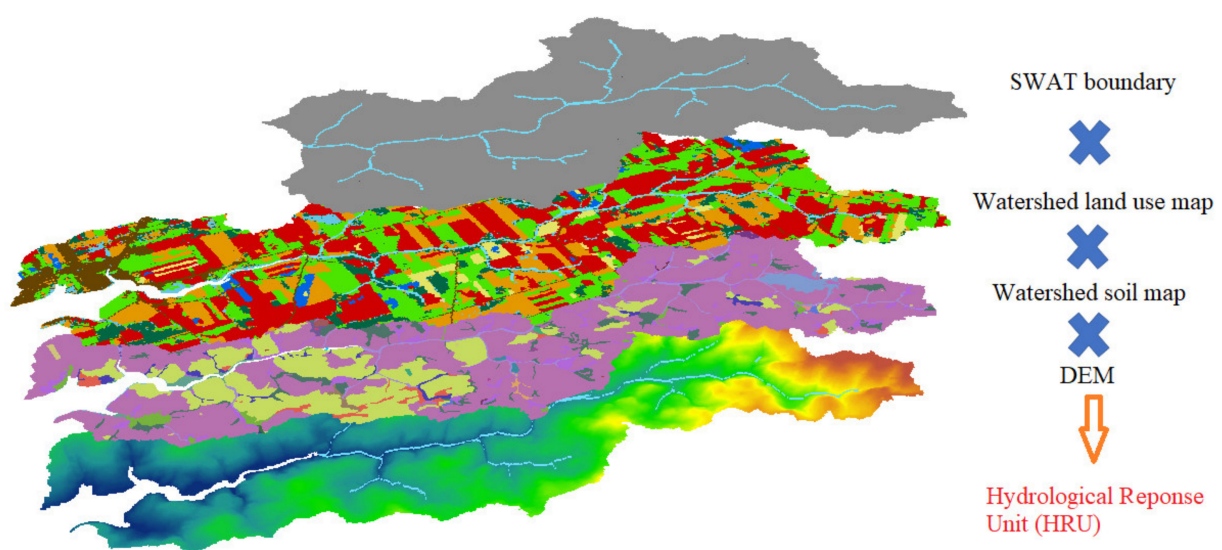 SWAT boundary
Watershed land use map
Watershed soil map
DEM
Hydrological Reponse
Unit (HRU)